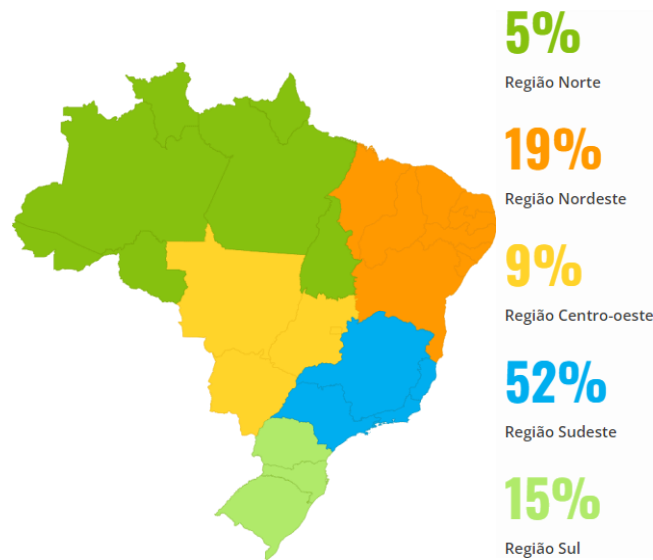 5%
Região Norte
19%
Região Nordeste
9%
Região Centro-oeste
52%
Região Sudeste
15%
Região Sul